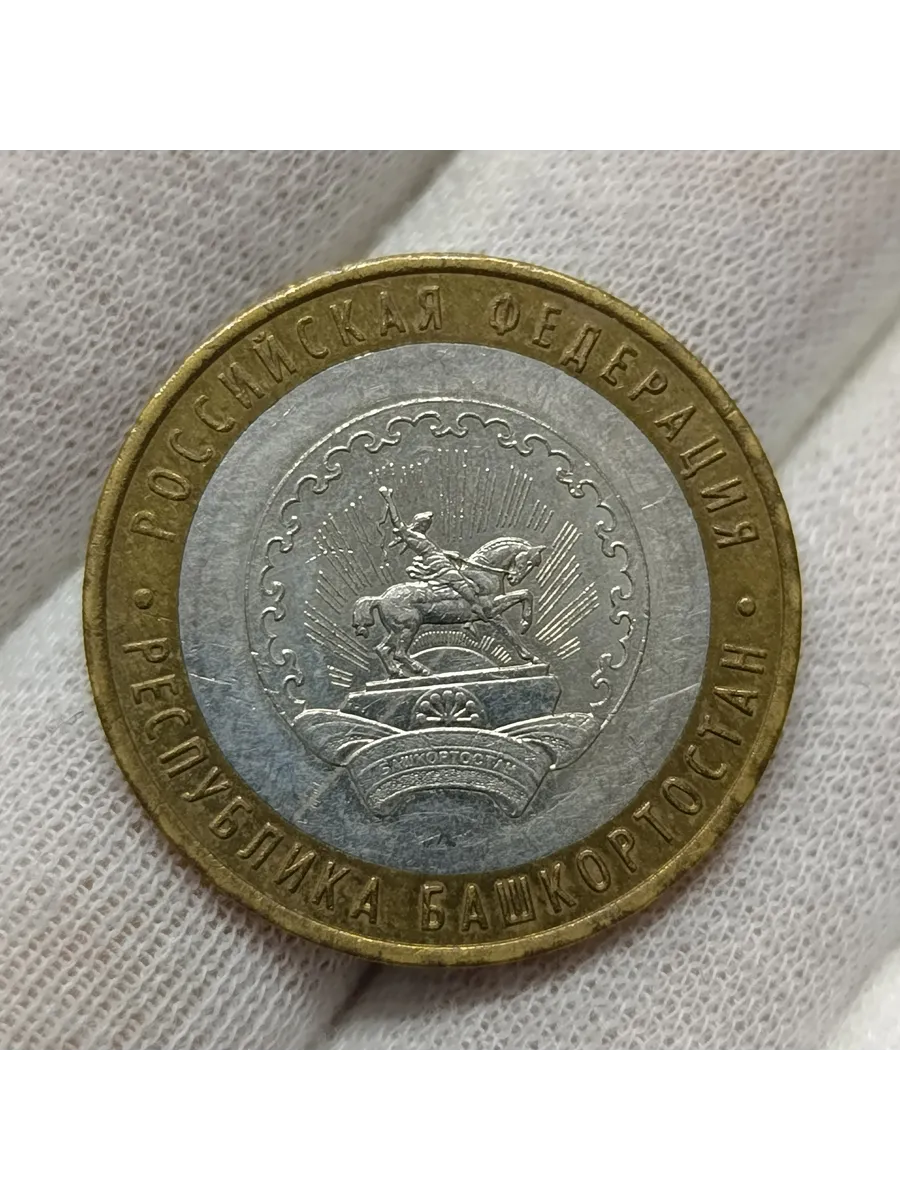 РОССИЙСКАЯ ФЕДЕРАЦИЯ
БАШКОРТОСТАН
• РЕСПУБЛИКА БАШКОРТОСТАН •